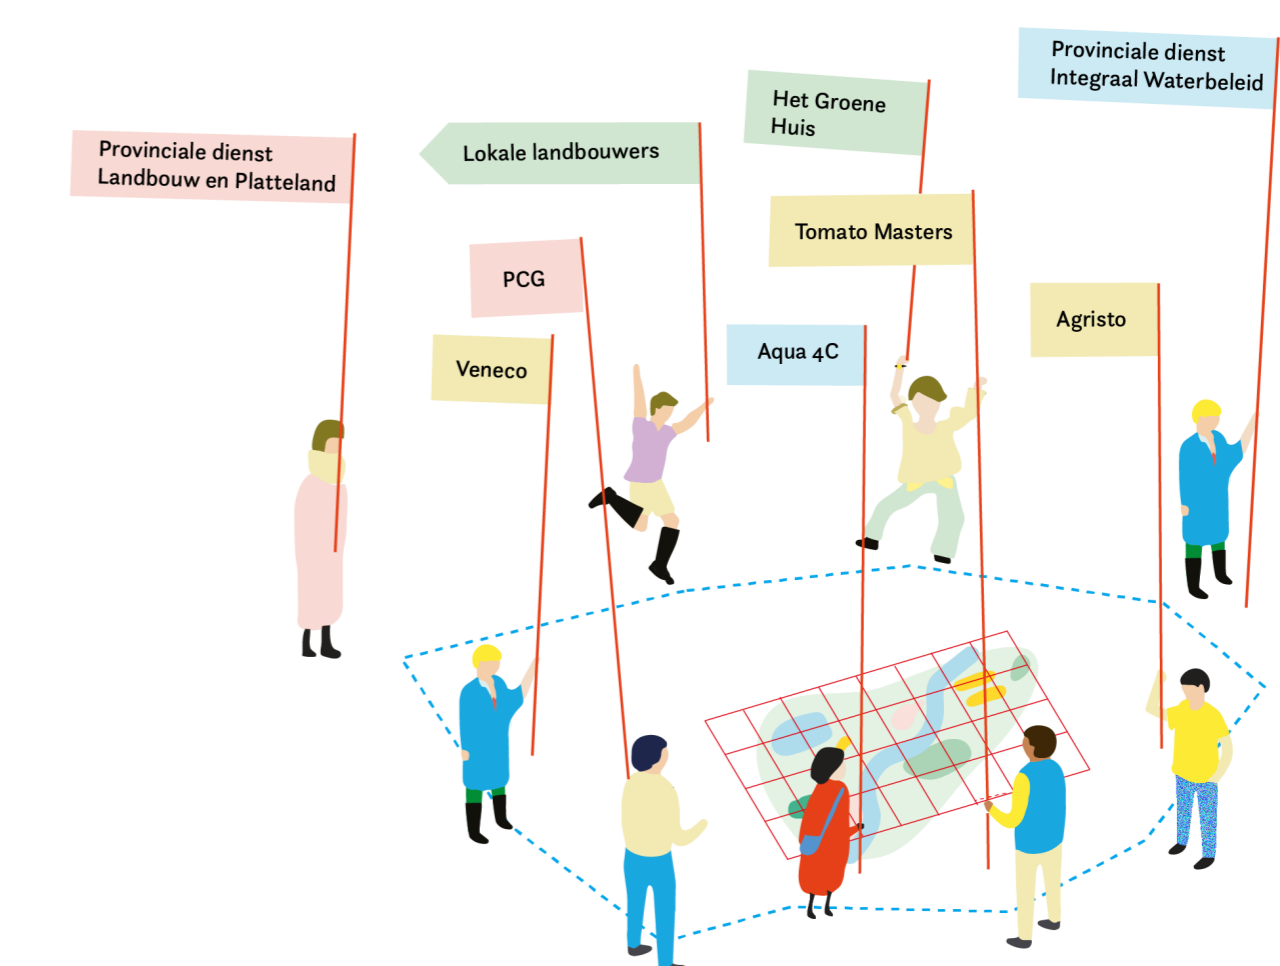 Provinciale dienst
Integraal Waterbeleid
Het Groene
Huis
Provinciale dienst
Landbouw en Platteland
Lokale landbouwers
Tomato Masters
PCG
Agristo
Aqua 4C
Veneco